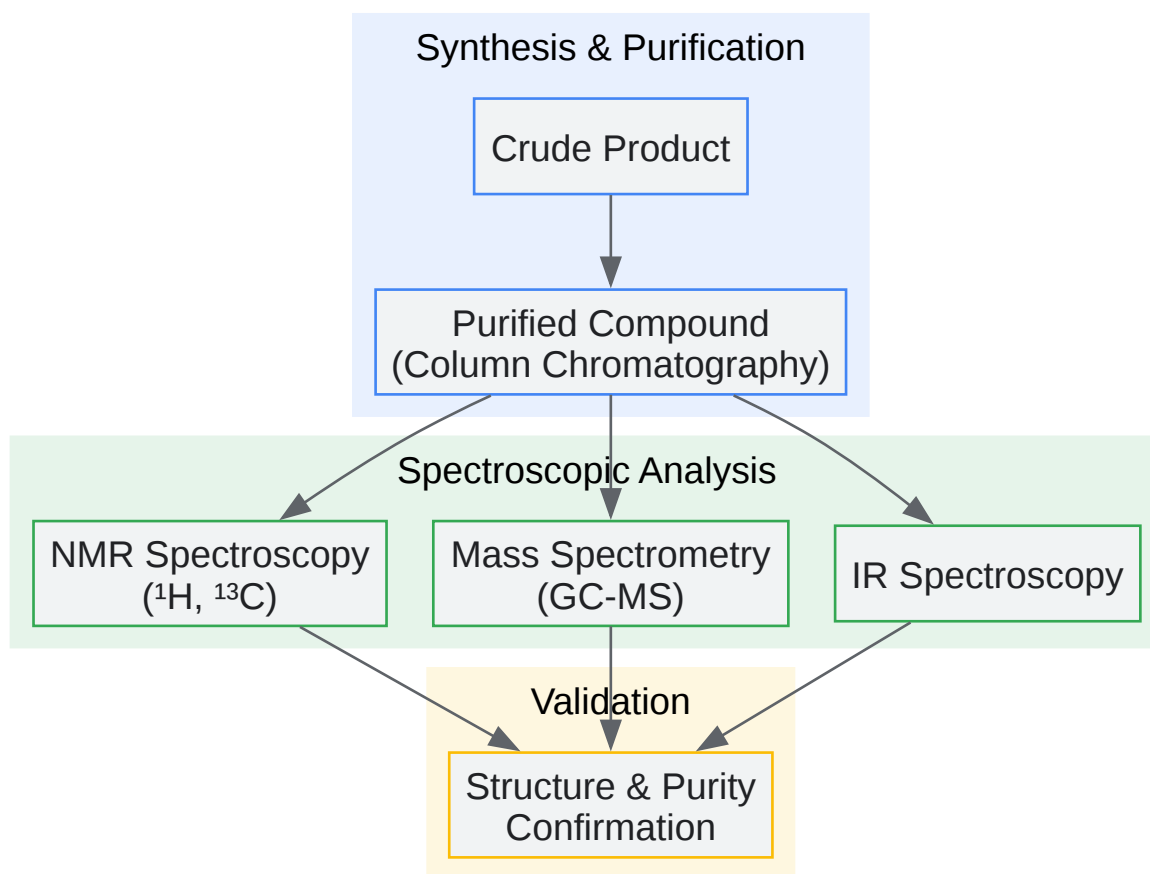 Synthesis & Purification
Crude Product
Purified Compound
(Column Chromatography)
Spectroscopic Analysis
NMR Spectroscopy
(¹H, ¹³C)
Mass Spectrometry
(GC-MS)
IR Spectroscopy
Validation
Structure & Purity
Confirmation